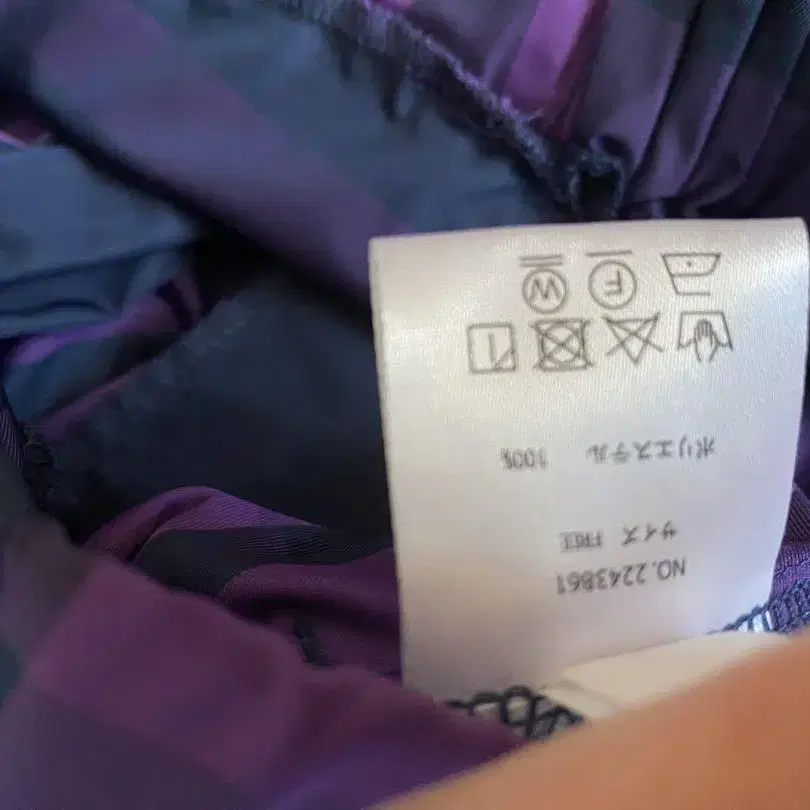 NO.2243861
サイズ FREE
ポリエステル 100%
F
W